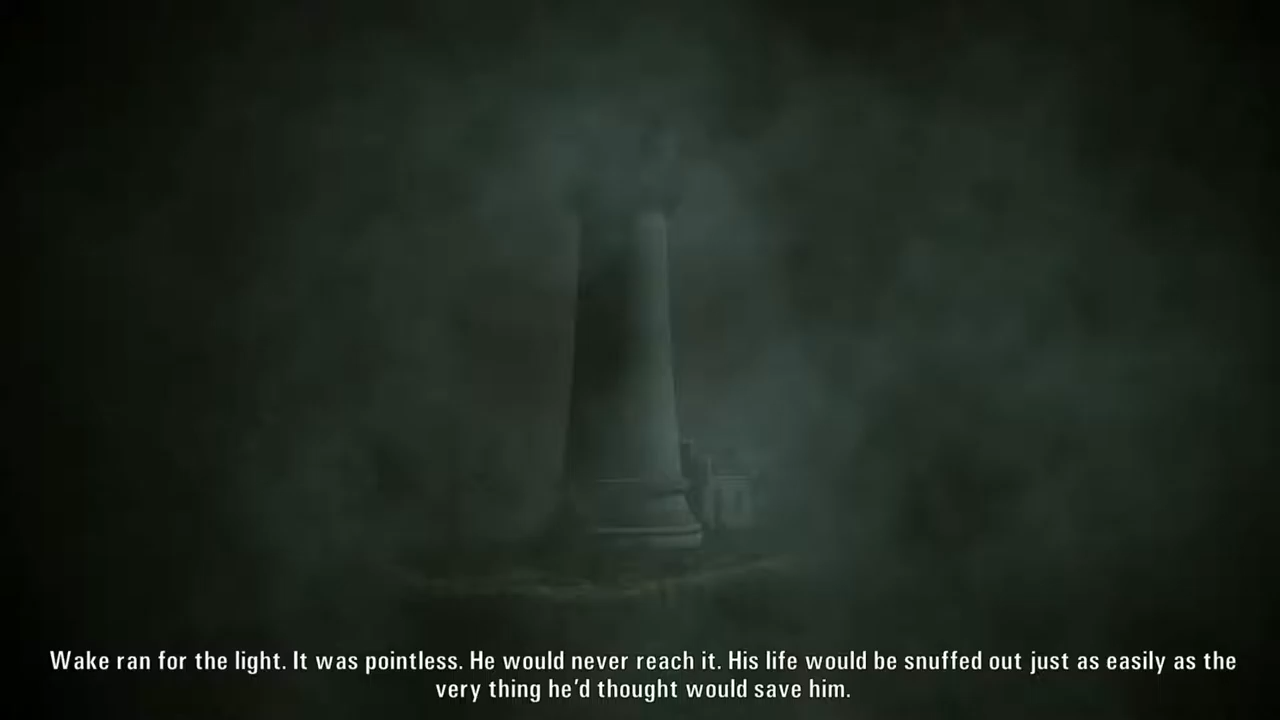 Wake ran for the light. It was pointless. He would never reach it. His life would be snuffed out just as easily as the
very thing he'd thought would save him.